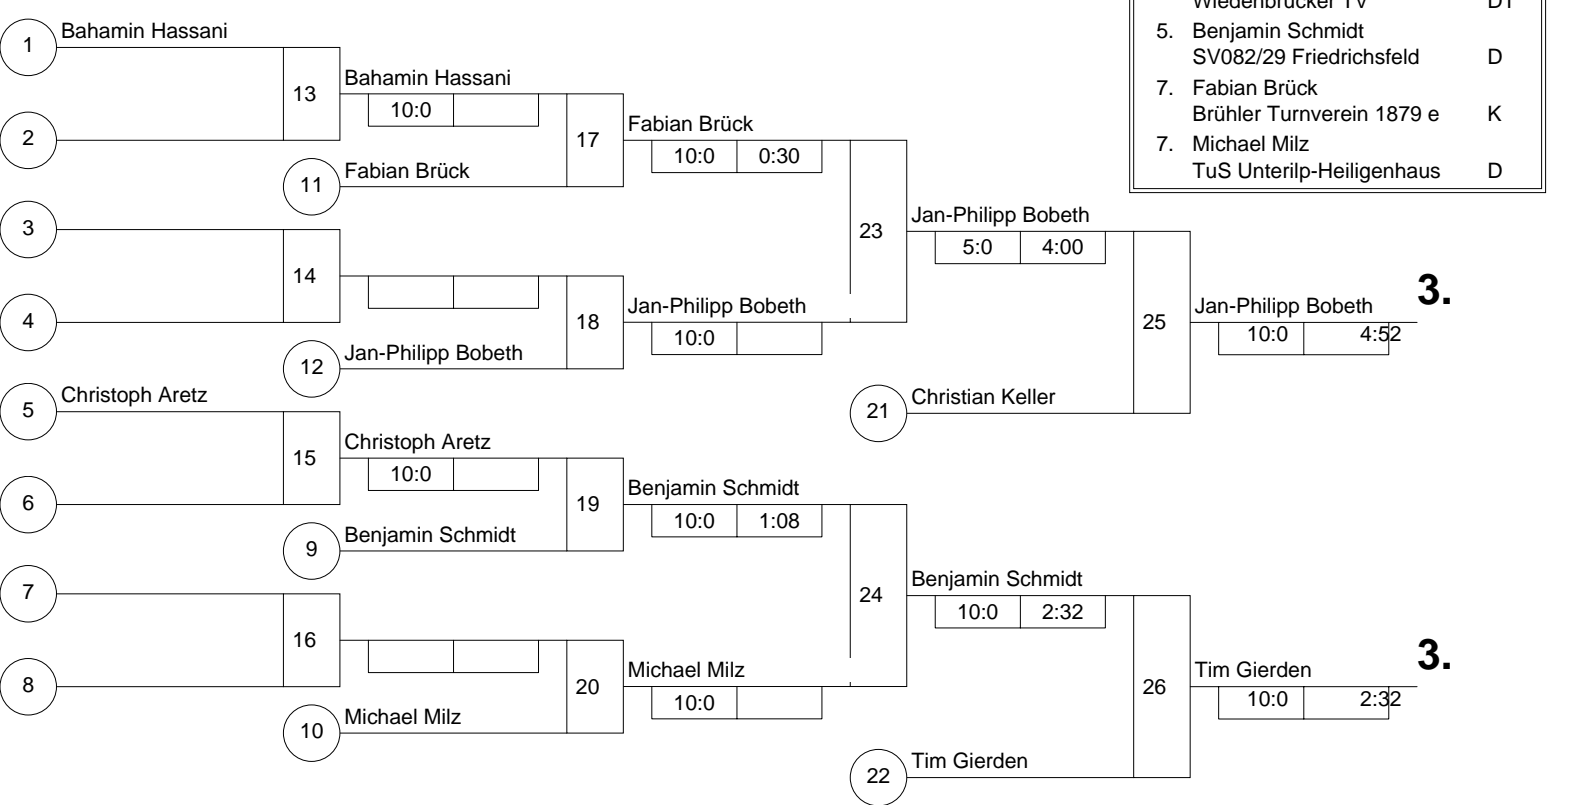 1 Bahamin Hassani
13
Bahamin Hassani
10:0
2
17
Fabian Brück
10:0 0:30
11 Fabian Brück
3
23
Jan-Philipp Bobeth
5:0 4:00
14
4
18
Jan-Philipp Bobeth
10:0
12 Jan-Philipp Bobeth
25
Jan-Philipp Bobeth
10:0 4:52
3.
21 Christian Keller
5 Christoph Aretz
15
Christoph Aretz
10:0
6
19
Benjamin Schmidt
10:0 1:08
9 Benjamin Schmidt
7
24
Benjamin Schmidt
10:0 2:32
16
8
20
Michael Milz
10:0
10 Michael Milz
26
Tim Gierden
10:0 2:32
3.
22 Tim Gierden
Wiedenbrücker TV DT
5. Benjamin Schmidt
SV082/29 Friedrichsfeld D
7. Fabian Brück
Brühler Turnverein 1879 e K
7. Michael Milz
TuS Unterilp-Heiligenhaus D